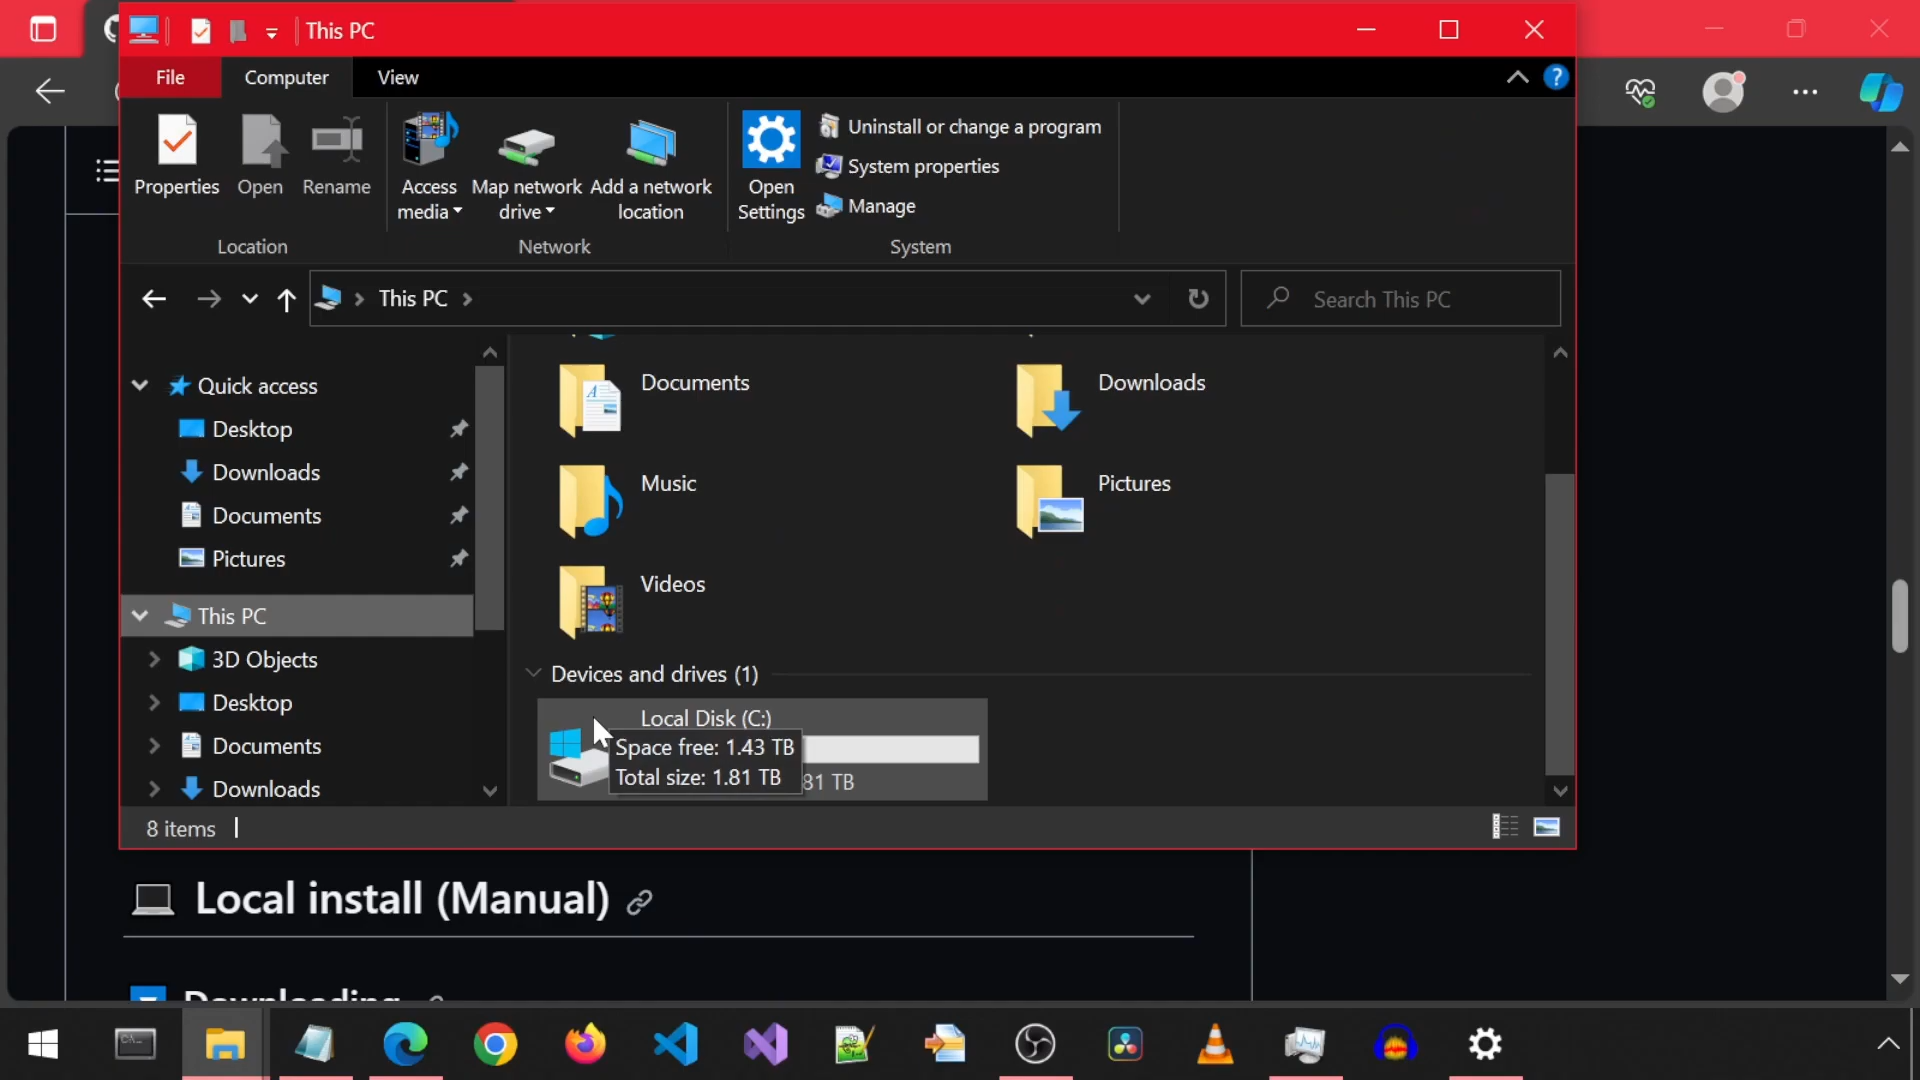 This PC
File
Computer
View
Properties
Open
Rename
Access
media
Map network
drive
Add a network
location
Open
Settings
Uninstall or change a program
System properties
Manage
Location
Network
System
This PC
Search This PC
Quick access
Desktop
Downloads
Documents
Pictures
This PC
3D Objects
Desktop
Documents
Downloads
Documents
Downloads
Music
Pictures
Videos
Devices and drives (1)
Local Disk (C:)
Space free: 1.43 TB
Total size: 1.81 TB
81 TB
8 items
Local install (Manual)
Downloading